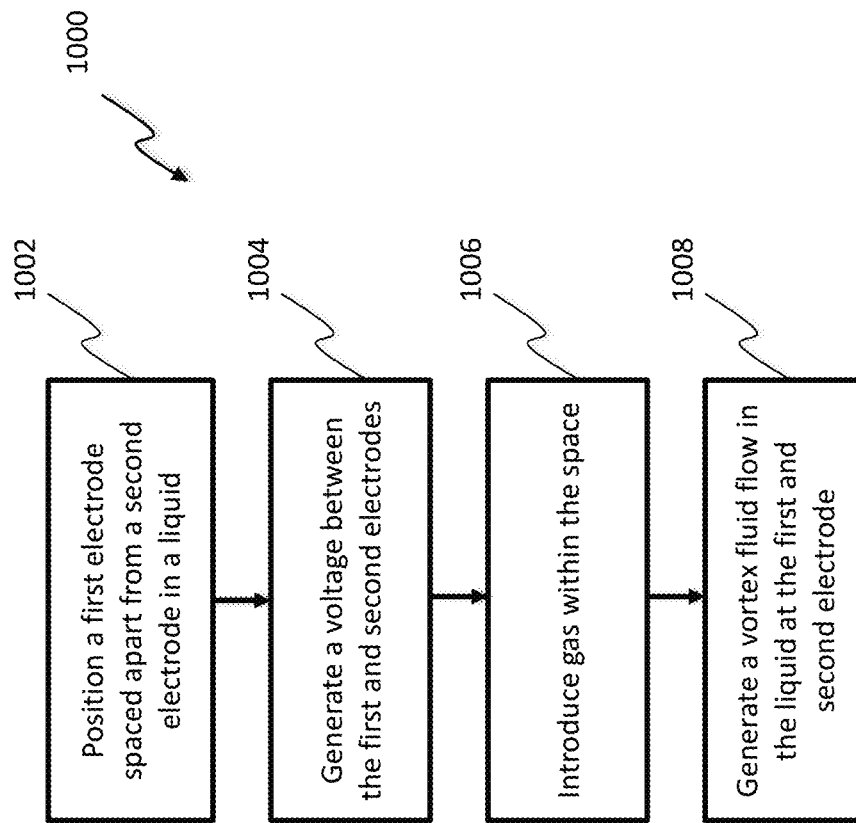 1000
1002
Position a first electrode
spaced apart from a second
electrode in a liquid
1004
Generate a voltage between
the first and second electrodes
1006
Introduce gas within the space
1008
Generate a vortex fluid flow in
the liquid at the first and
second electrode